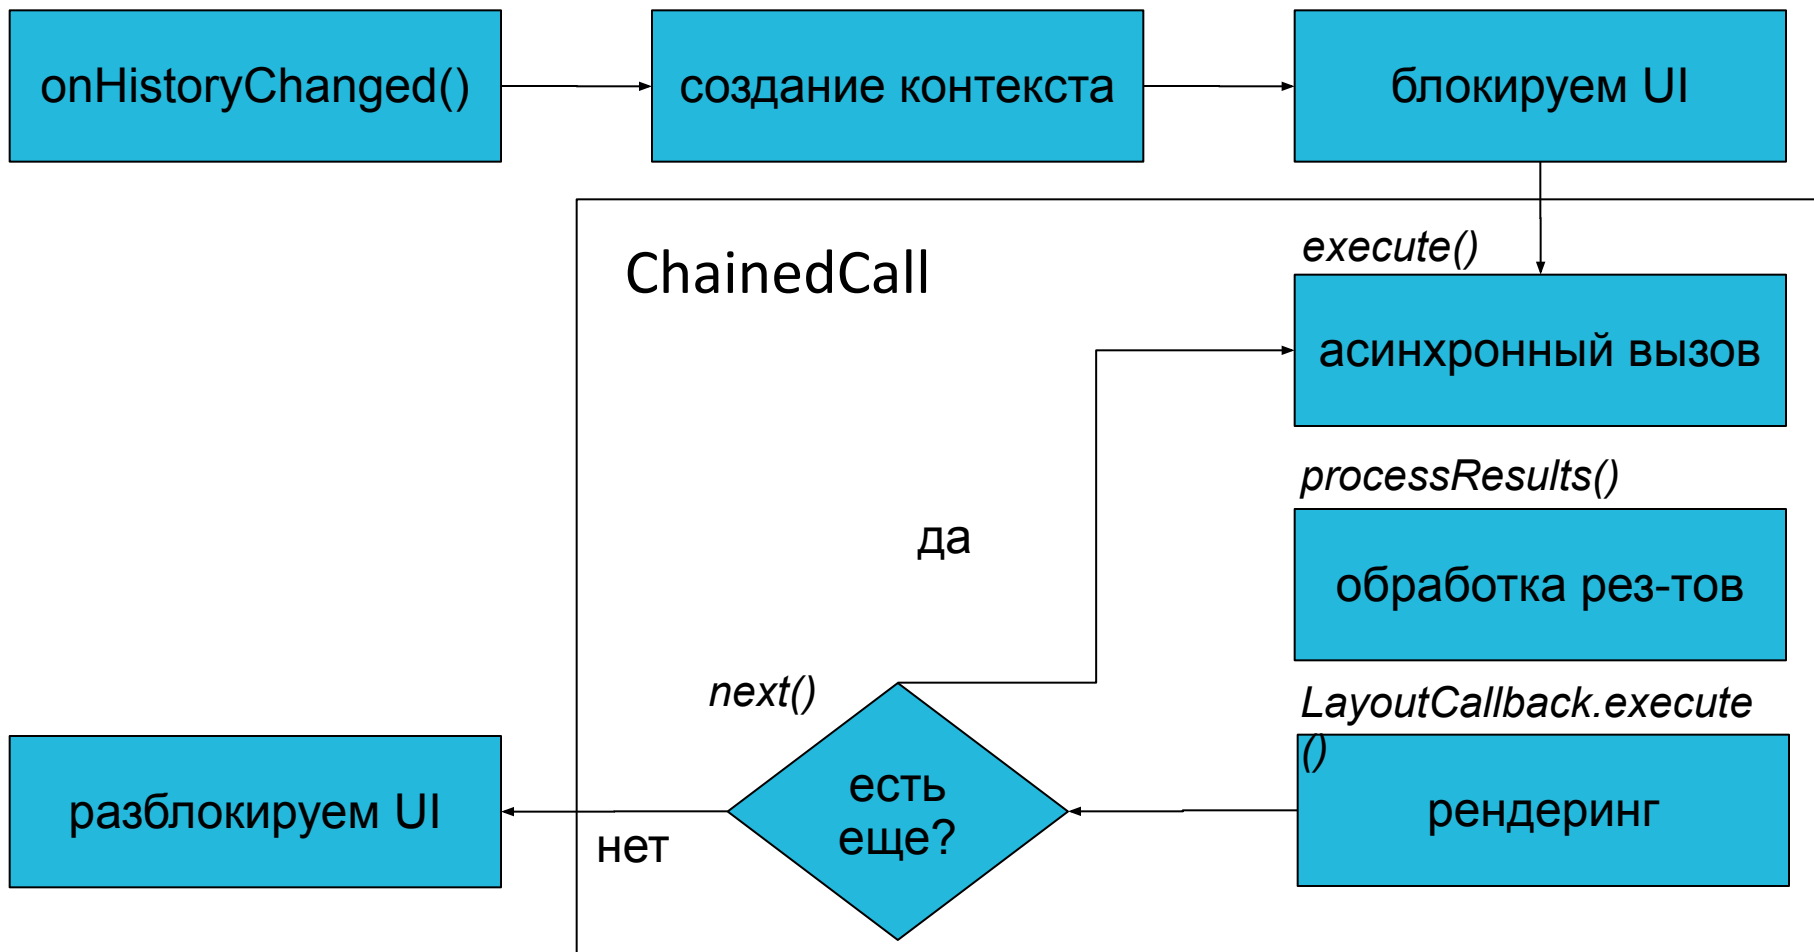 onHistoryChanged()
создание контекста
блокируем UI
ChainedCall
execute()
асинхронный вызов
processResults()
да
обработка рез-тов
next()
LayoutCallback.execute
()
разблокируем UI
нет
есть
еще?
рендеринг